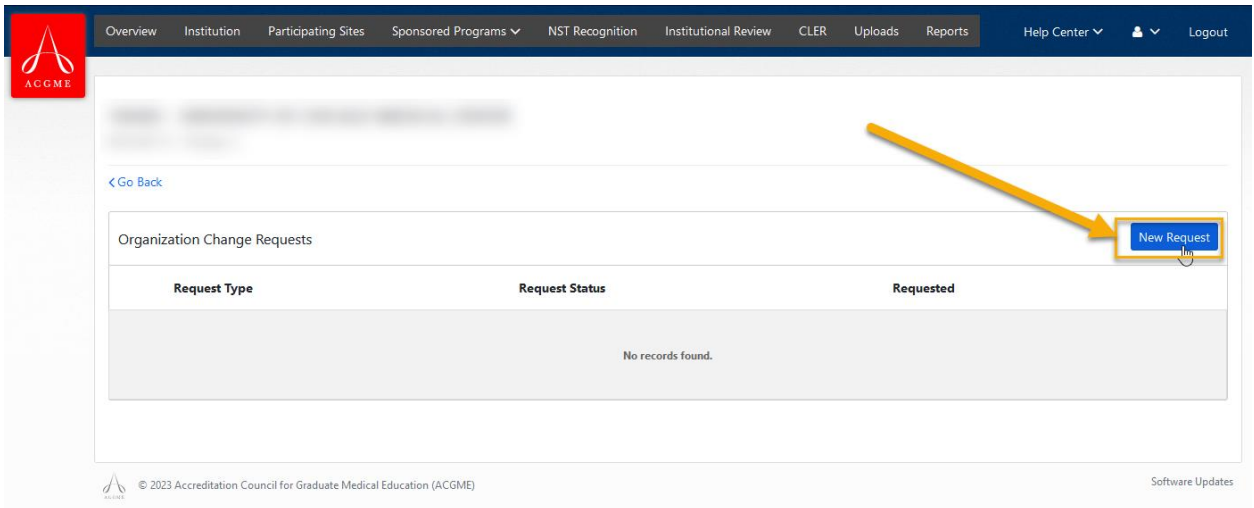 Overview Institution Participating Sites Sponsored Programs NST Recognition Institutional Review CLER Uploads Reports Help Center Logout
ACGME
Go Back
Organization Change Requests New Request
Request Type Request Status Requested
No records found.
© 2023 Accreditation Council for Graduate Medical Education (ACGME) Software Updates
ACGME